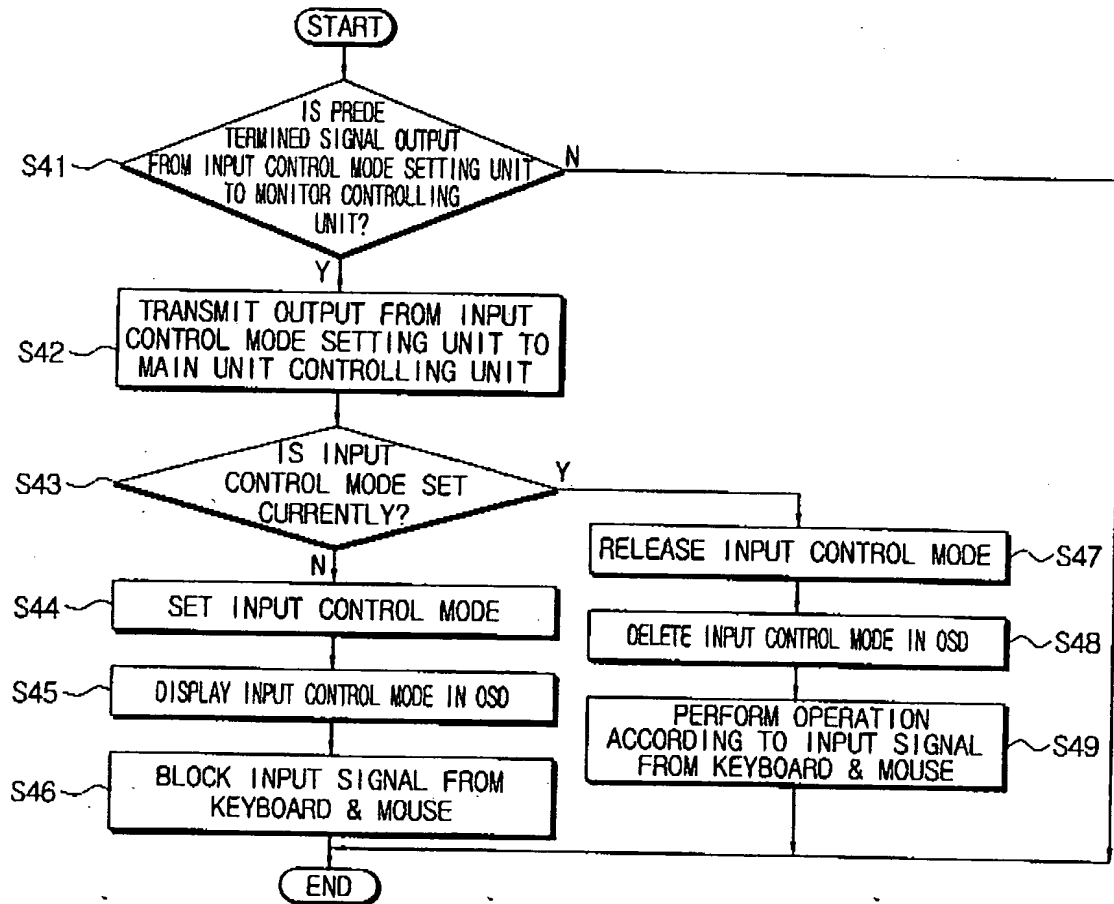 START
IS PREDE
TERMINED SIGNAL OUTPUT
FROM INPUT CONTROL MODE SETTING UNIT
TO MONITOR CONTROLLING
UNIT?
S41
N
Y
TRANSMIT OUTPUT FROM INPUT
CONTROL MODE SETTING UNIT TO
MAIN UNIT CONTROLLING UNIT
S42
IS INPUT
CONTROL MODE SET
CURRENTLY?
S43
Y
N
SET INPUT CONTROL MODE
S44
DISPLAY INPUT CONTROL MODE IN OSD
S45
BLOCK INPUT SIGNAL FROM
KEYBOARD & MOUSE
S46
RELEASE INPUT CONTROL MODE
S47
DELETE INPUT CONTROL MODE IN OSD
S48
PERFORM OPERATION
ACCORDING TO INPUT SIGNAL
FROM KEYBOARD & MOUSE
S49
END